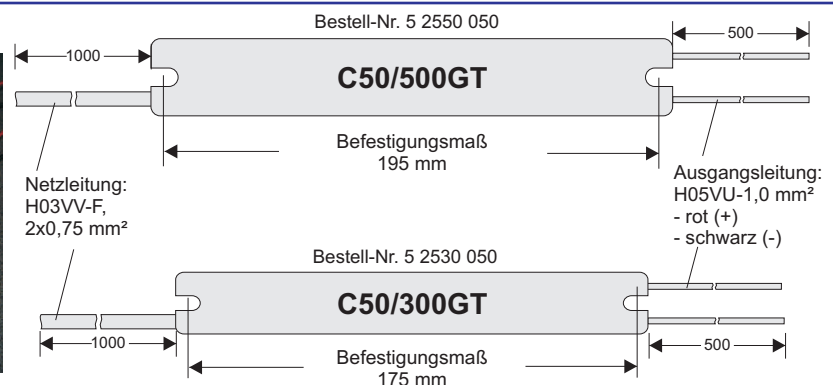 Bestell-Nr. 5 2550 050
1000
500
C50/500GT
Befestigungsmaß
195 mm
Netzleitung:
H03VV-F,
2x0,75 mm²
Ausgangsleitung:
H05VU-1,0 mm²
- rot (+)
- schwarz (-)
Bestell-Nr. 5 2530 050
C50/300GT
1000
500
Befestigungsmaß
175 mm